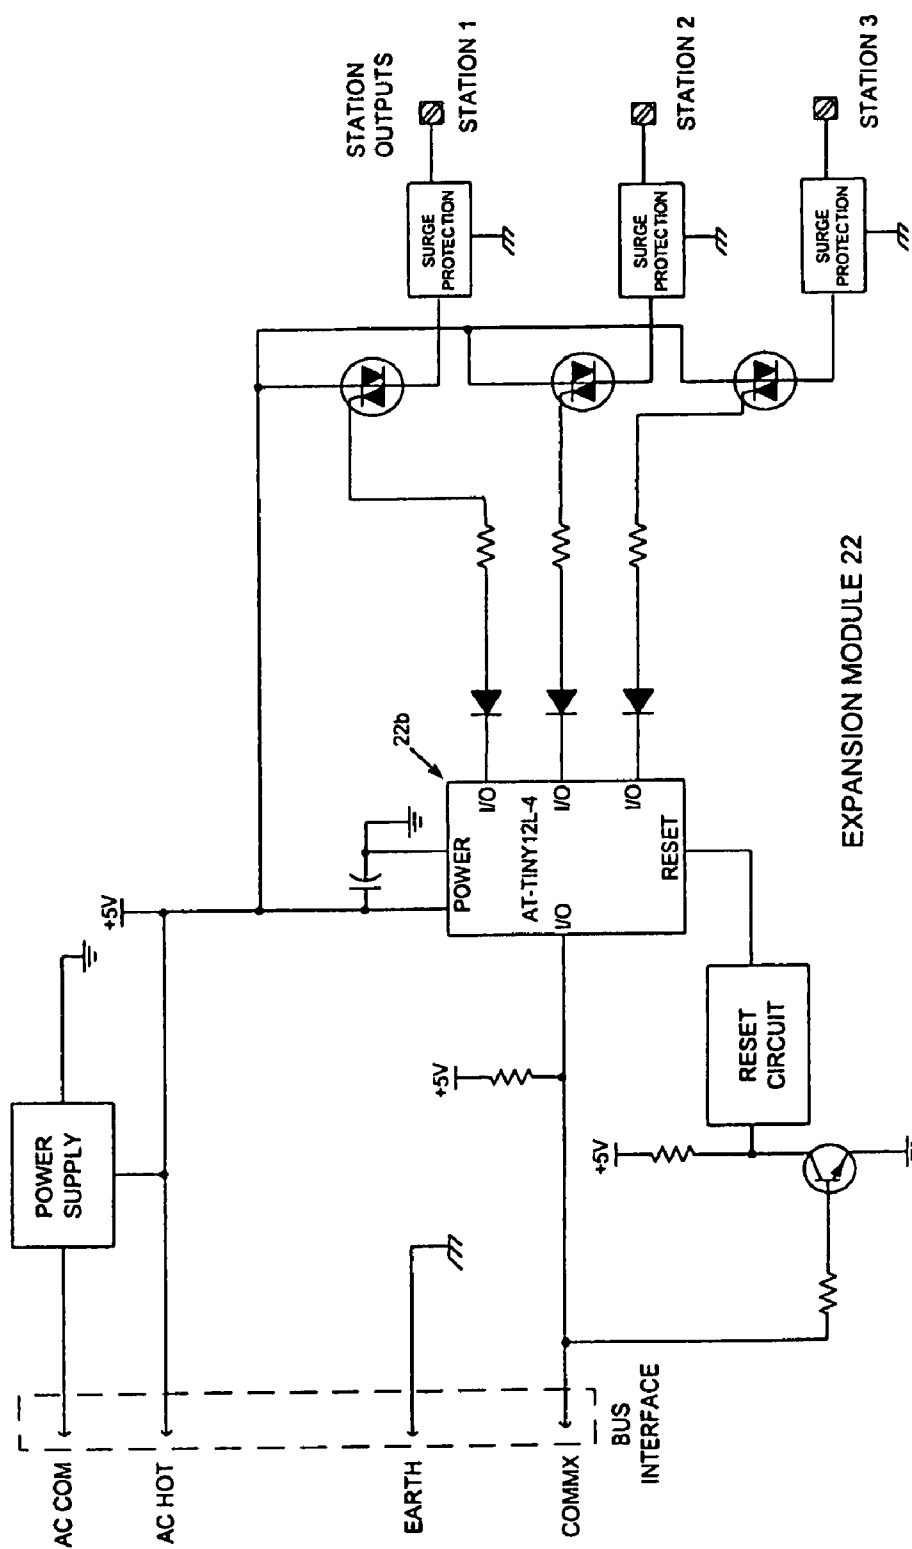 AC COM
AC HOT
EARTH
COMMX
BUS
INTERFACE
POWER
SUPPLY
+5V
+5V
+5V
RESET
CIRCUIT
22b
POWER
AT-TINY12L-4
I/O
I/O
I/O
I/O
RESET
STATION
OUTPUTS
SURGE
PROTECTION
STATION 1
SURGE
PROTECTION
STATION 2
SURGE
PROTECTION
STATION 3
EXPANSION MODULE 22